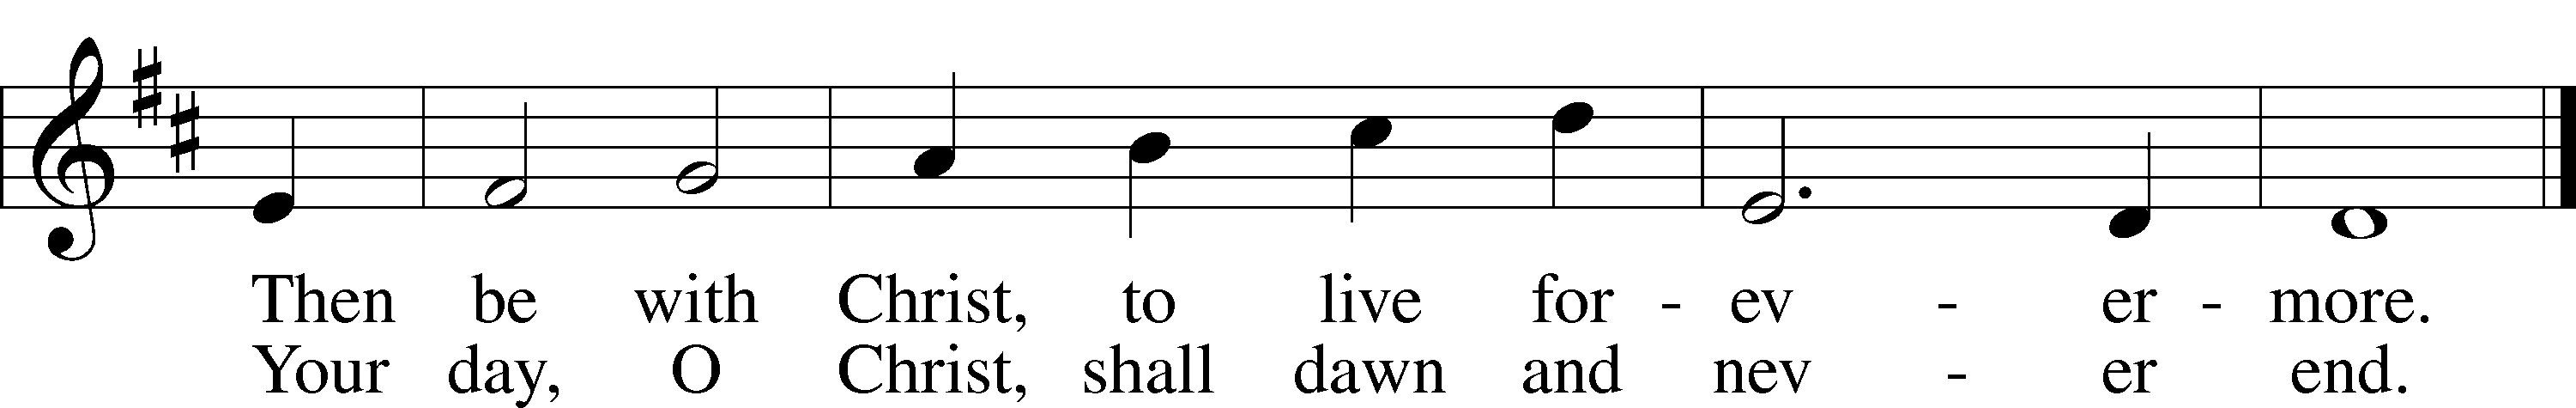 Then be with Christ, to live for - ev - er - more.
Your day, O Christ, shall dawn and nev - er end.